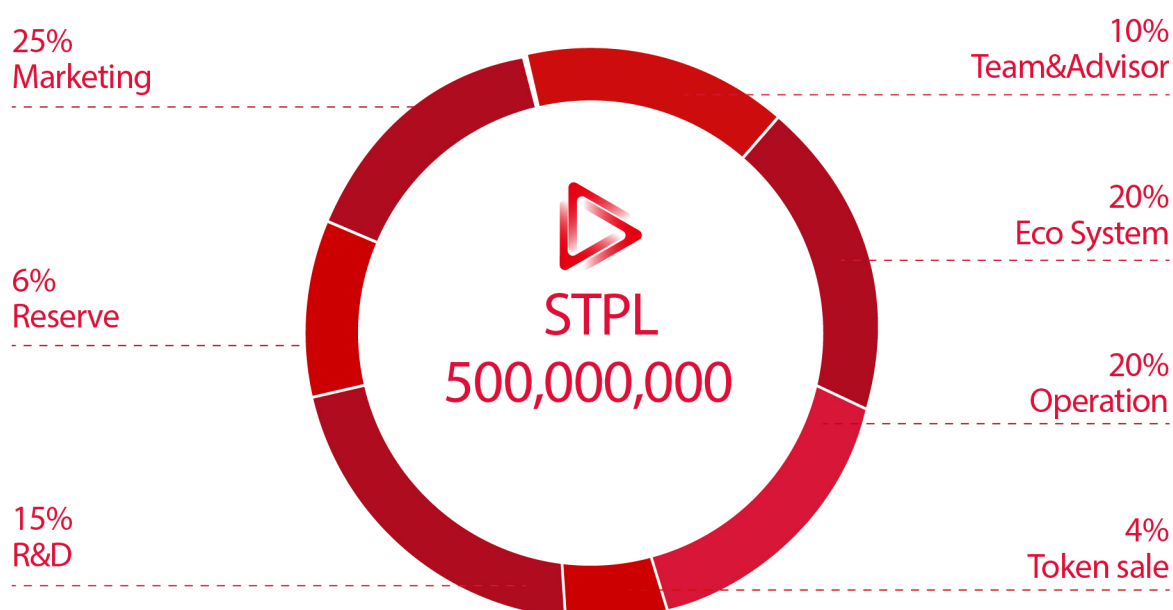 25%
Marketing
6%
Reserve
15%
R&D
STPL
500,000,000
10%
Team&Advisor
20%
Eco System
20%
Operation
4%
Token sale